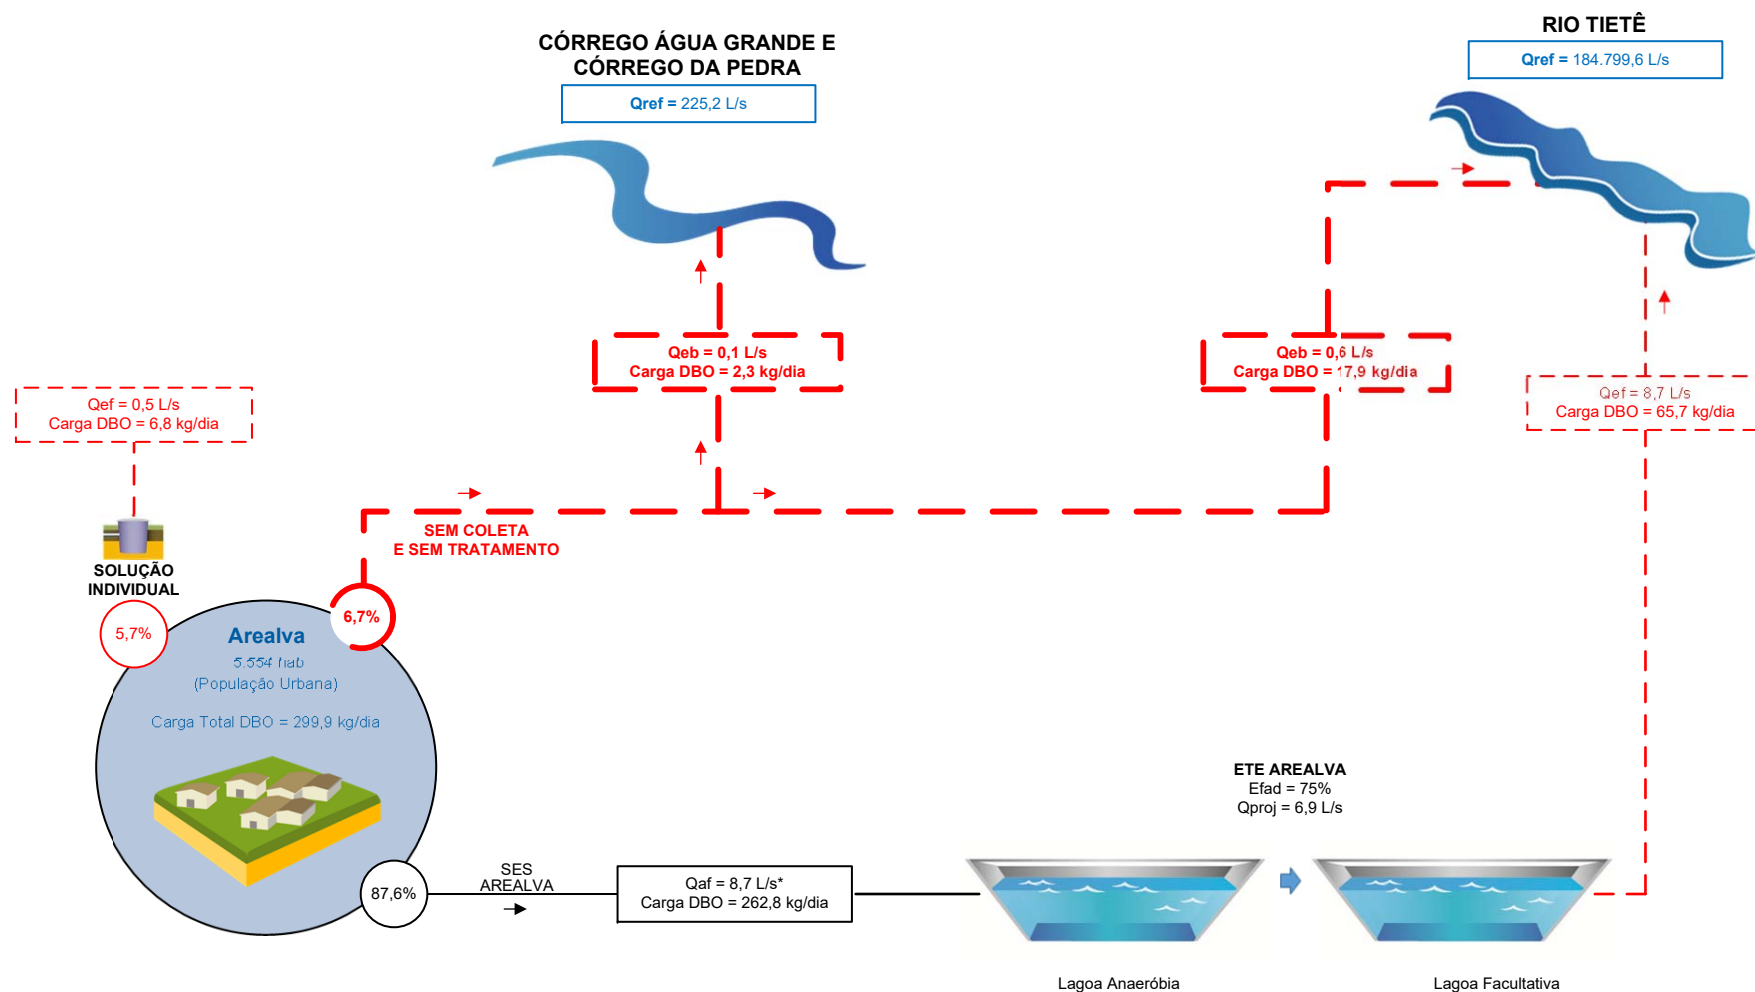 CÓRREGO ÁGUA GRANDE E
CÓRREGO DA PEDRA
Qref = 225,2 L/s
RIO TIETÊ
Qref = 184.799,6 L/s
Qeb = 0,1 L/s
Carga DBO = 2,3 kg/dia
Qeb = 0,6 L/s
Carga DBO = 17,9 kg/dia
Qef = 8,7 L/s
Carga DBO = 65,7 kg/dia
Qef = 0,5 L/s
Carga DBO = 6,8 kg/dia
SEM COLETA
E SEM TRATAMENTO
SOLUÇÃO
INDIVIDUAL
5,7%
6,7%
Arealva
5.554 hab
(População Urbana)
Carga Total DBO = 299,9 kg/dia
87,6%
SES
AREALVA
Qaf = 8,7 L/s*
Carga DBO = 262,8 kg/dia
ETE AREALVA
Efad = 75%
Qproj = 6,9 L/s
Lagoa Anaeróbia
Lagoa Facultativa